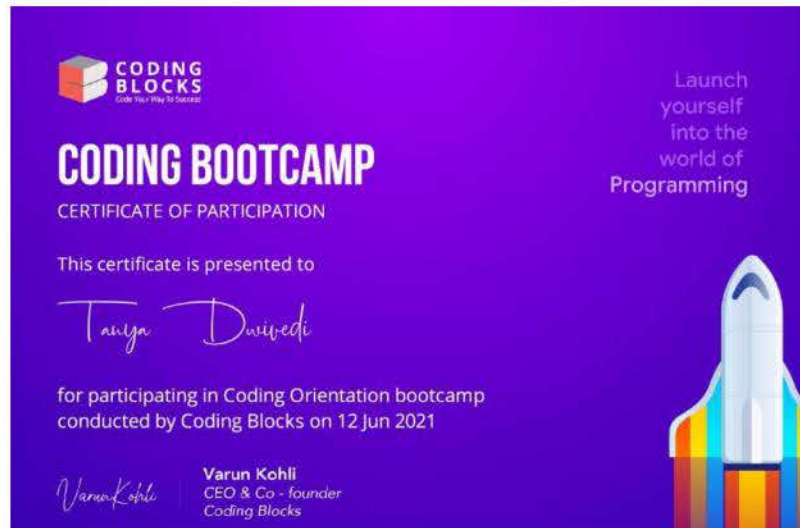 CODING
BLOCKS
Code Your Way To Success
Launch
yourself
into the
world of
Programming
CODING BOOTCAMP
CERTIFICATE OF PARTICIPATION
This certificate is presented to
Tanya Dwivedi
for participating in Coding Orientation bootcamp
conducted by Coding Blocks on 12 Jun 2021
Varun Kohli
Varun Kohli
CEO & Co - founder
Coding Blocks